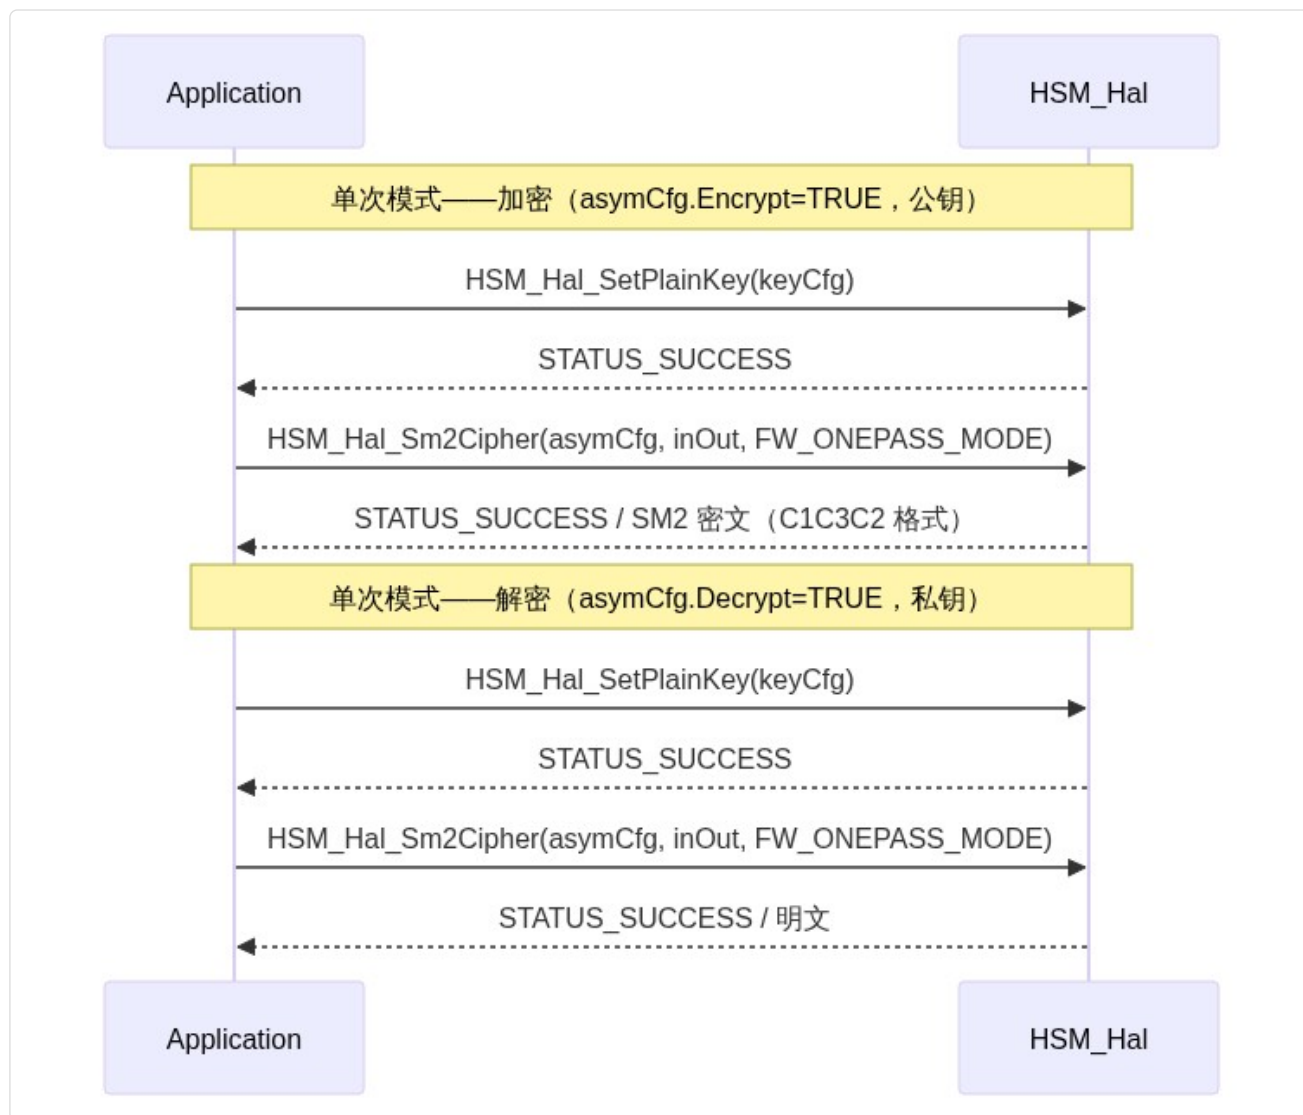 Application
HSM_Hal
单次模式——加密（asymCfg.Encrypt=TRUE，公钥）
HSM_Hal_SetPlainKey(keyCfg)
STATUS_SUCCESS
HSM_Hal_Sm2Cipher(asymCfg, inOut, FW_ONEPASS_MODE)
STATUS_SUCCESS / SM2 密文（C1C3C2 格式）
单次模式——解密（asymCfg.Decrypt=TRUE，私钥）
HSM_Hal_SetPlainKey(keyCfg)
STATUS_SUCCESS
HSM_Hal_Sm2Cipher(asymCfg, inOut, FW_ONEPASS_MODE)
STATUS_SUCCESS / 明文
Application
HSM_Hal